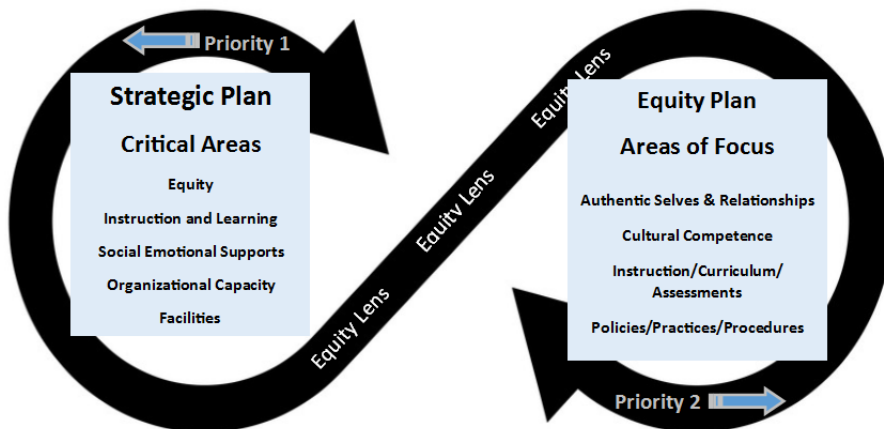 Priority 1
Strategic Plan
Critical Areas
Equity
Instruction and Learning
Social Emotional Supports
Organizational Capacity
Facilities
Equity Lens
Equity Lens
Equity Lens
Equity Plan
Areas of Focus
Authentic Selves & Relationships
Cultural Competence
Instruction/Curriculum/
Assessments
Policies/Practices/Procedures
Priority 2